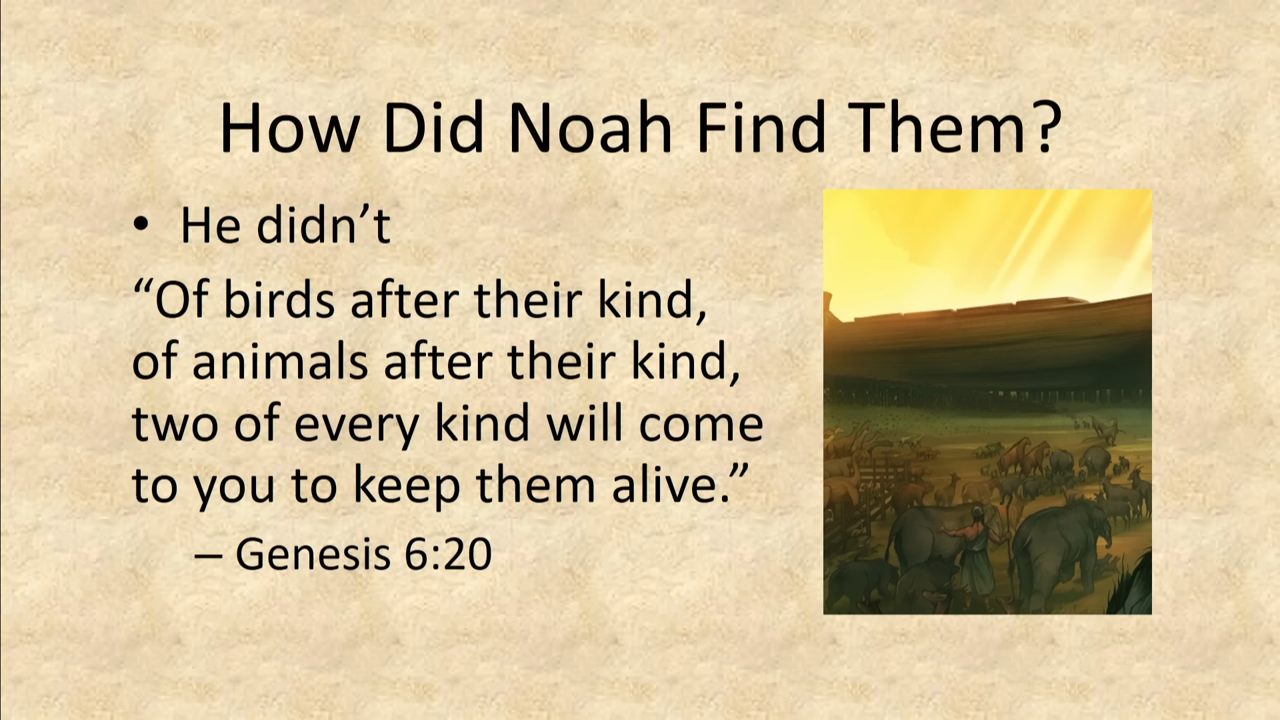 How Did Noah Find Them?
• He didn’t
“Of birds after their kind,
of animals after their kind,
two of every kind will come
to you to keep them alive.”
– Genesis 6:20